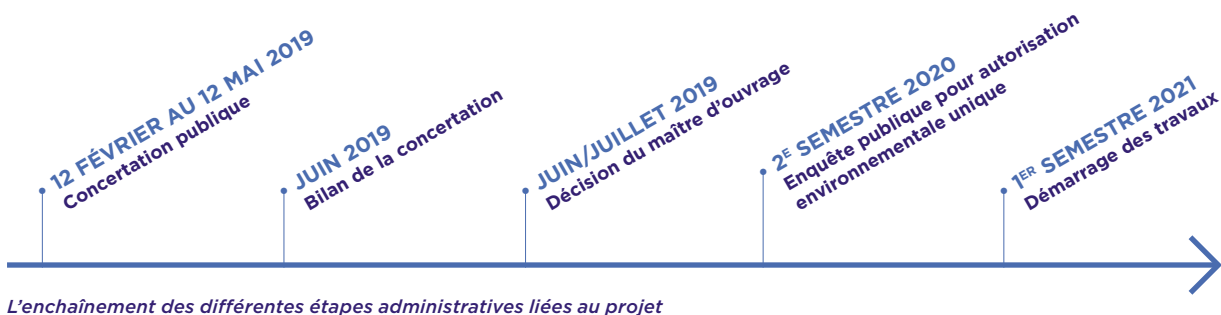 12 FÉVRIER AU 12 MAI 2019
Concertation publique
JUIN 2019
Bilan de la concertation
JUIN/JUILLET 2019
Décision du maître d’ouvrage
2E SEMESTRE 2020
Enquête publique pour autorisation
environnementale unique
1ER SEMESTRE 2021
Démarrage des travaux
L’enchaînement des différentes étapes administratives liées au projet